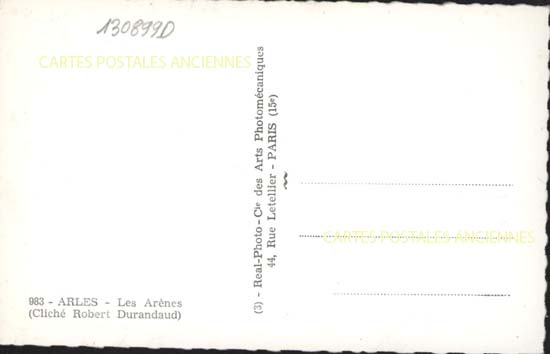 130899D
CARTES POSTALES ANCIENNES
(3) - Real-Photo - Cie des Arts Photomécaniques
44, Rue Letellier - PARIS (15e)
CARTES POSTALES ANCIENNES
983 - ARLES - Les Arènes
(Cliché Robert Durandaud)